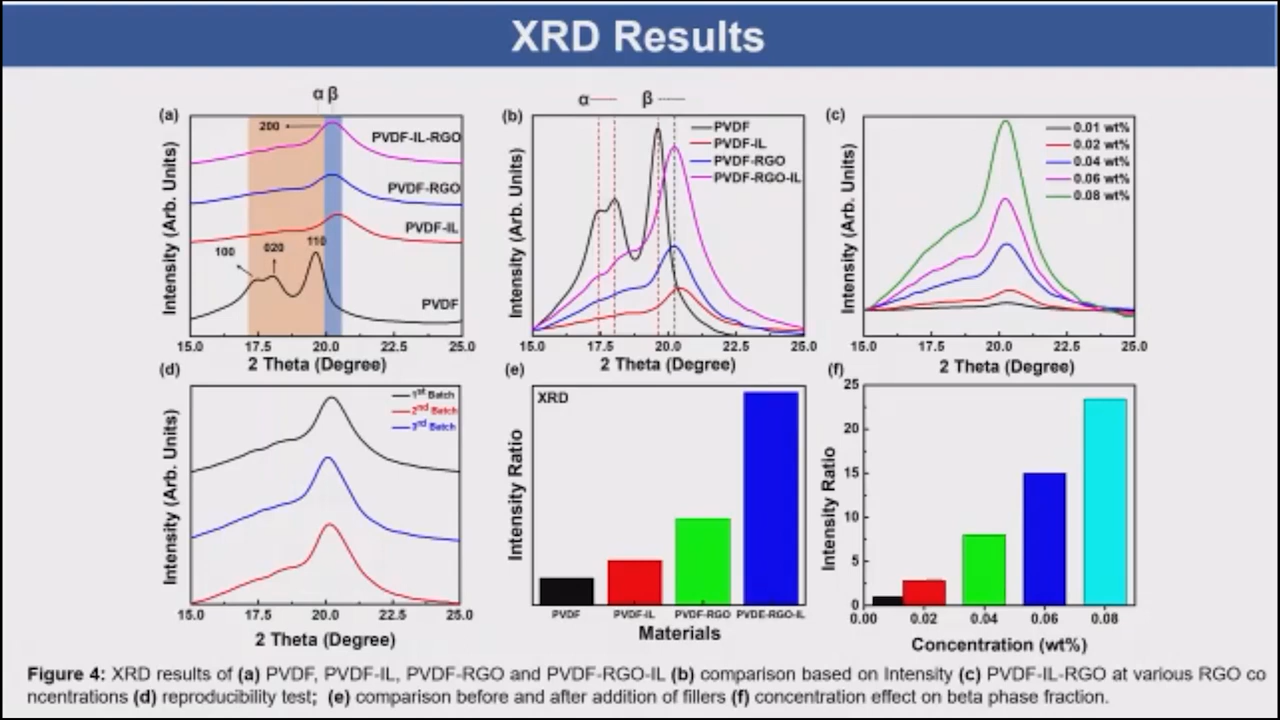 XRD Results
(a)
α β
200
PVDF-IL-RGO
PVDF-RGO
PVDF-IL
100
020
110
PVDF
Intensity (Arb. Units)
15.0 17.5 20.0 22.5 25.0
2 Theta (Degree)
(b)
α β
PVDF
PVDF-IL
PVDF-RGO
PVDF-RGO-IL
Intensity (Arb. Units)
15.0 17.5 20.0 22.5 25.0
2 Theta (Degree)
(c)
0.01 wt%
0.02 wt%
0.04 wt%
0.06 wt%
0.08 wt%
Intensity (Arb. Units)
15.0 17.5 20.0 22.5 25.0
2 Theta (Degree)
(d)
1st Batch
2nd Batch
3rd Batch
Intensity (Arb. Units)
15.0 17.5 20.0 22.5 25.0
2 Theta (Degree)
(e)
XRD
Intensity Ratio
PVDF PVDF-IL PVDF-RGO PVDE-RGO-IL
Materials
(f)
25
20
15
10
5
0
Intensity Ratio
0.00 0.02 0.04 0.06 0.08
Concentration (wt%)
Figure 4: XRD results of (a) PVDF, PVDF-IL, PVDF-RGO and PVDF-RGO-IL (b) comparison based on Intensity (c) PVDF-IL-RGO at various RGO co
ncentrations (d) reproducibility test; (e) comparison before and after addition of fillers (f) concentration effect on beta phase fraction.